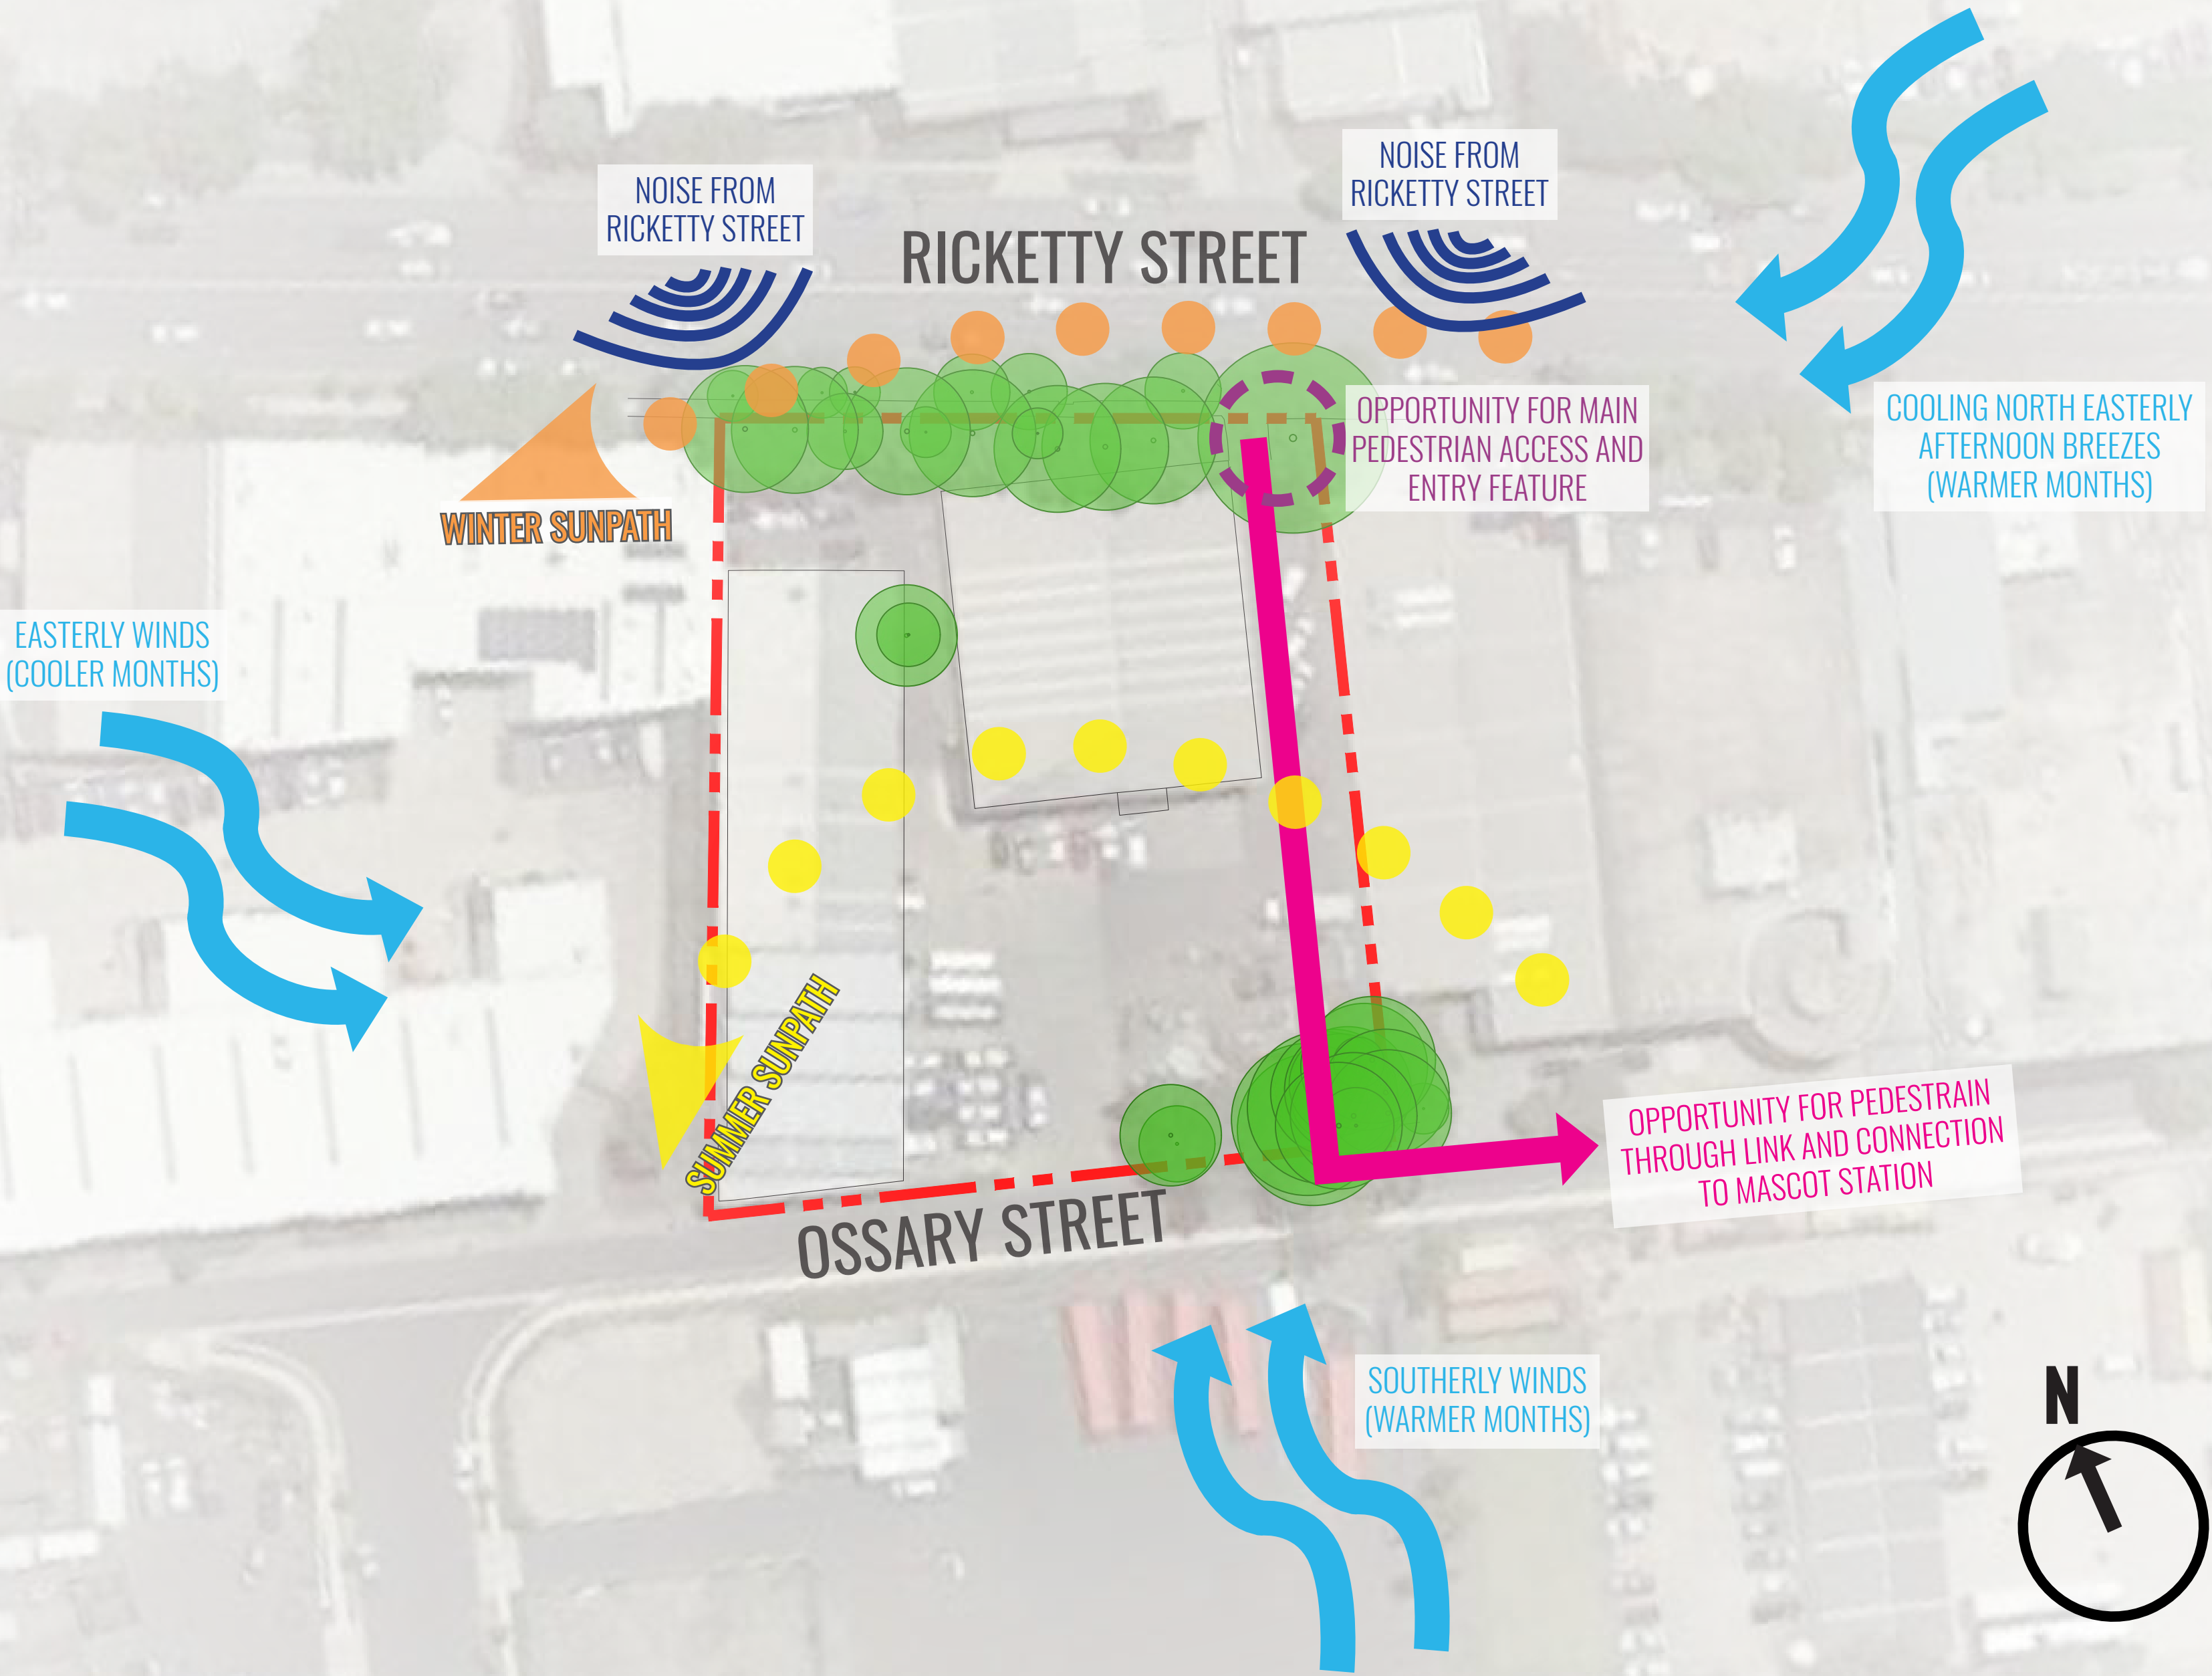 NOISE FROM
RICKETTY STREET
NOISE FROM
RICKETTY STREET
RICKETTY STREET
OPPORTUNITY FOR MAIN
PEDESTRIAN ACCESS AND
ENTRY FEATURE
COOLING NORTH EASTERLY
AFTERNOON BREEZES
(WARMER MONTHS)
WINTER SUNPATH
EASTERLY WINDS
(COOLER MONTHS)
SUMMER SUNPATH
OPPORTUNITY FOR PEDESTRAIN
THROUGH LINK AND CONNECTION
TO MASCOT STATION
OSSARY STREET
SOUTHERLY WINDS
(WARMER MONTHS)
N